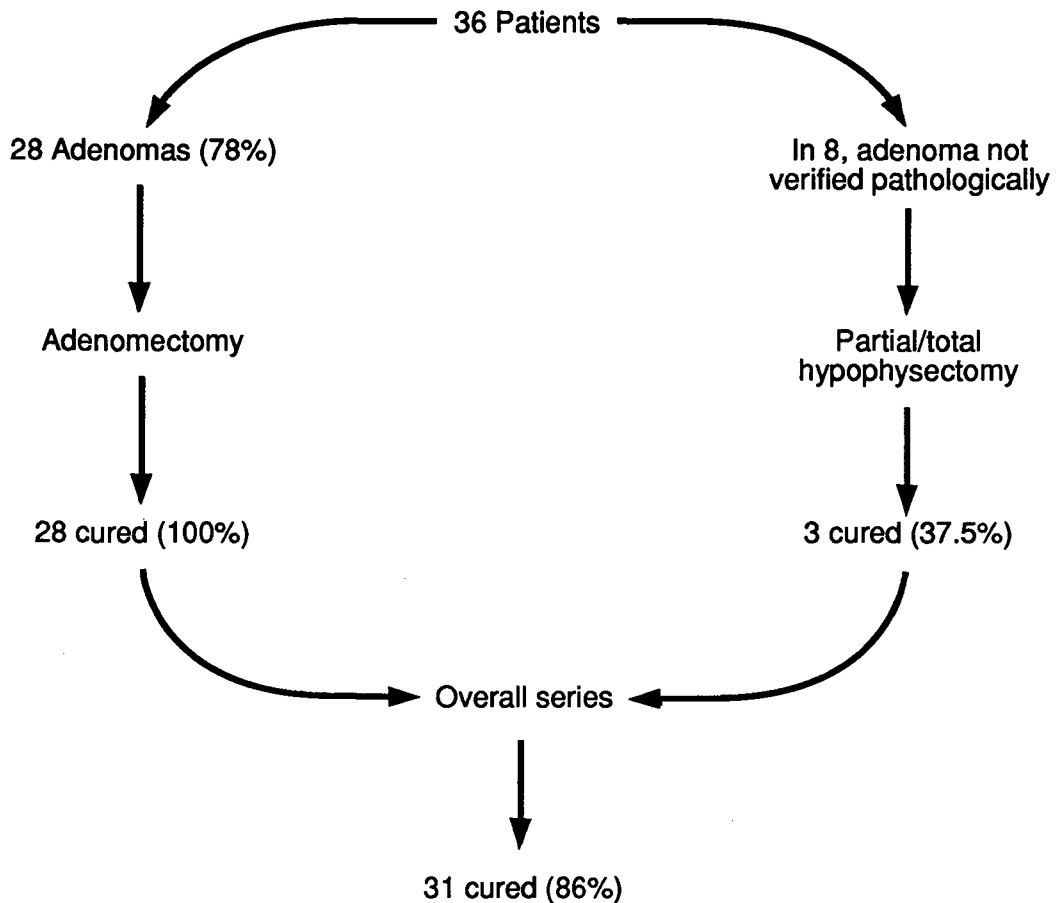 36 Patients
28 Adenomas (78%)
In 8, adenoma not
verified pathologically
Adenomectomy
Partial/total
hypophysectomy
28 cured (100%)
3 cured (37.5%)
Overall series
31 cured (86%)